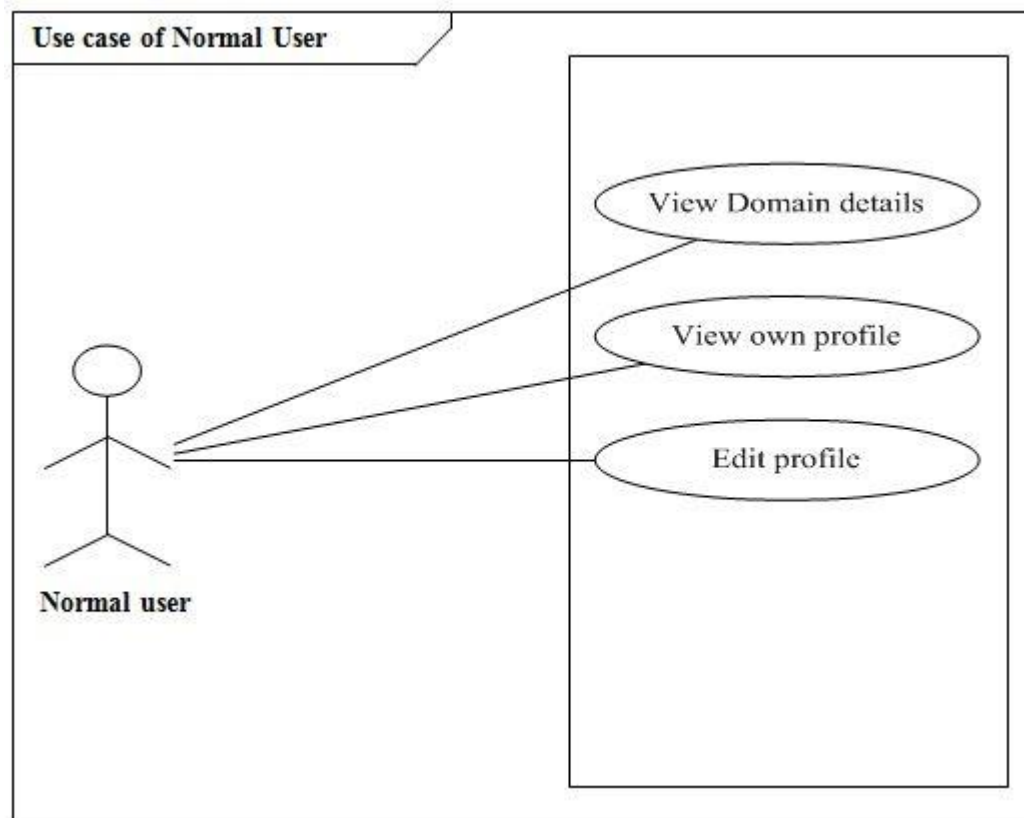 Use case of Normal User
View Domain details
View own profile
Edit profile
Normal user